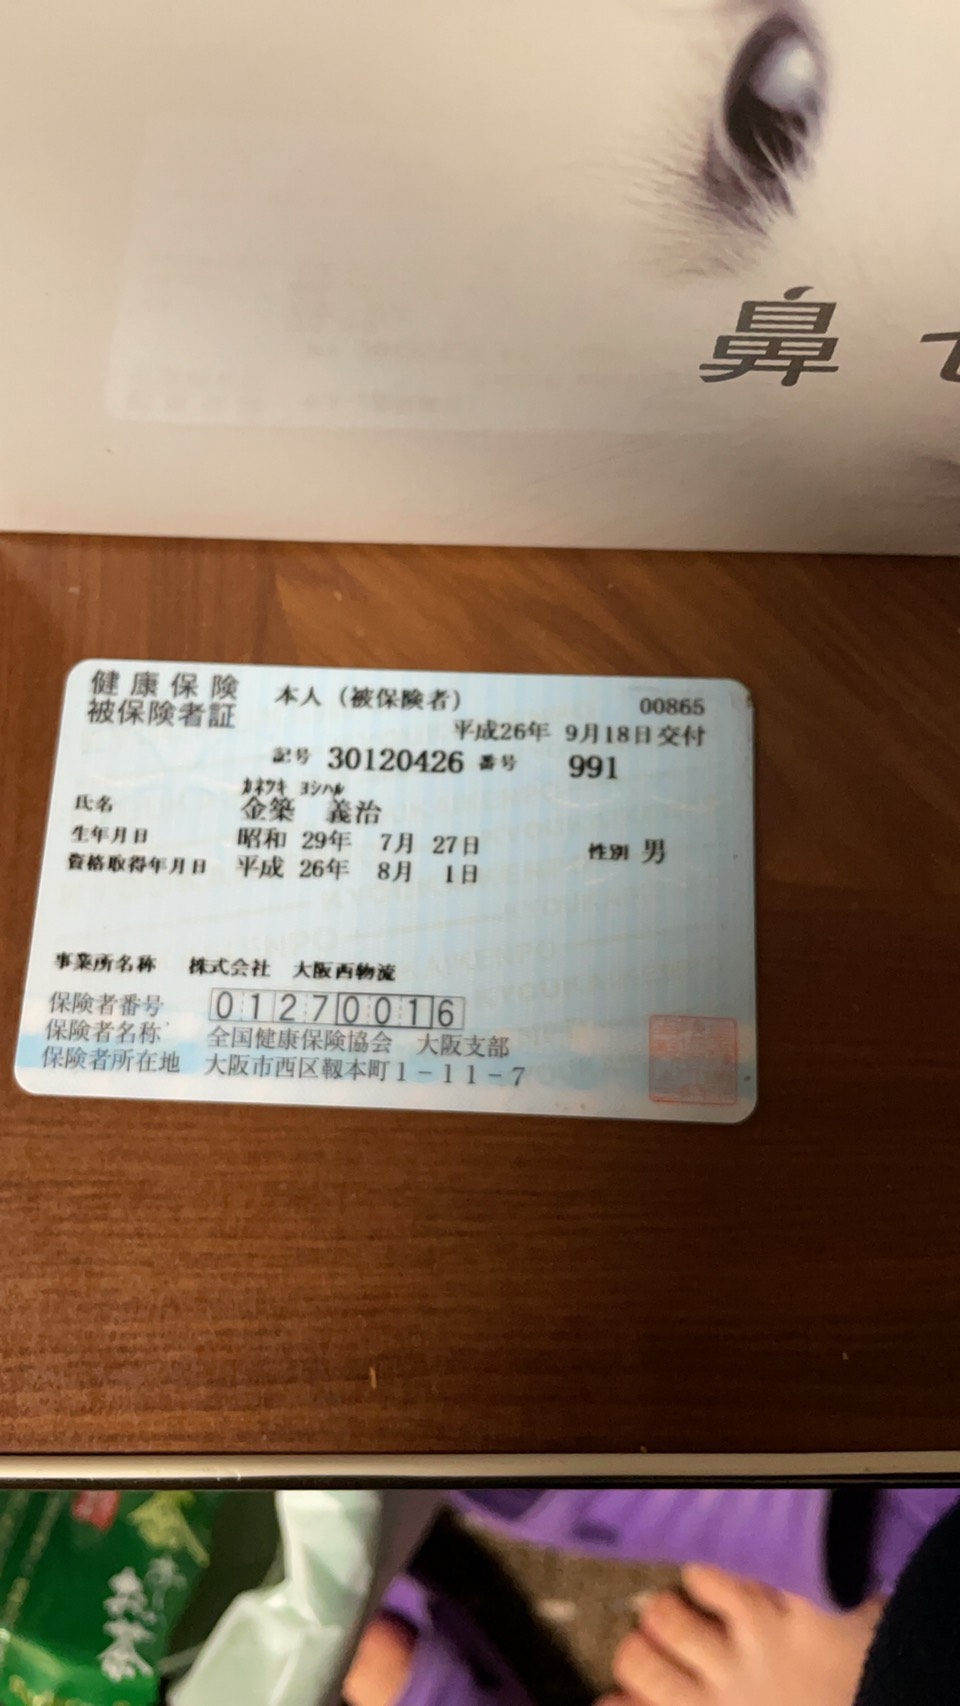 鼻
健康保険
被保険者証
本人（被保険者）
00865
平成26年 9月18日交付
記号 30120426 番号 991
カネツキ ヨシハル
氏名 金築 義治
生年月日 昭和 29年 7月 27日
性別 男
資格取得年月日 平成 26年 8月 1日
事業所名称 株式会社 大阪西物流
保険者番号 01270016
保険者名称 全国健康保険協会 大阪支部
保険者所在地 大阪市西区靱本町1－11－7